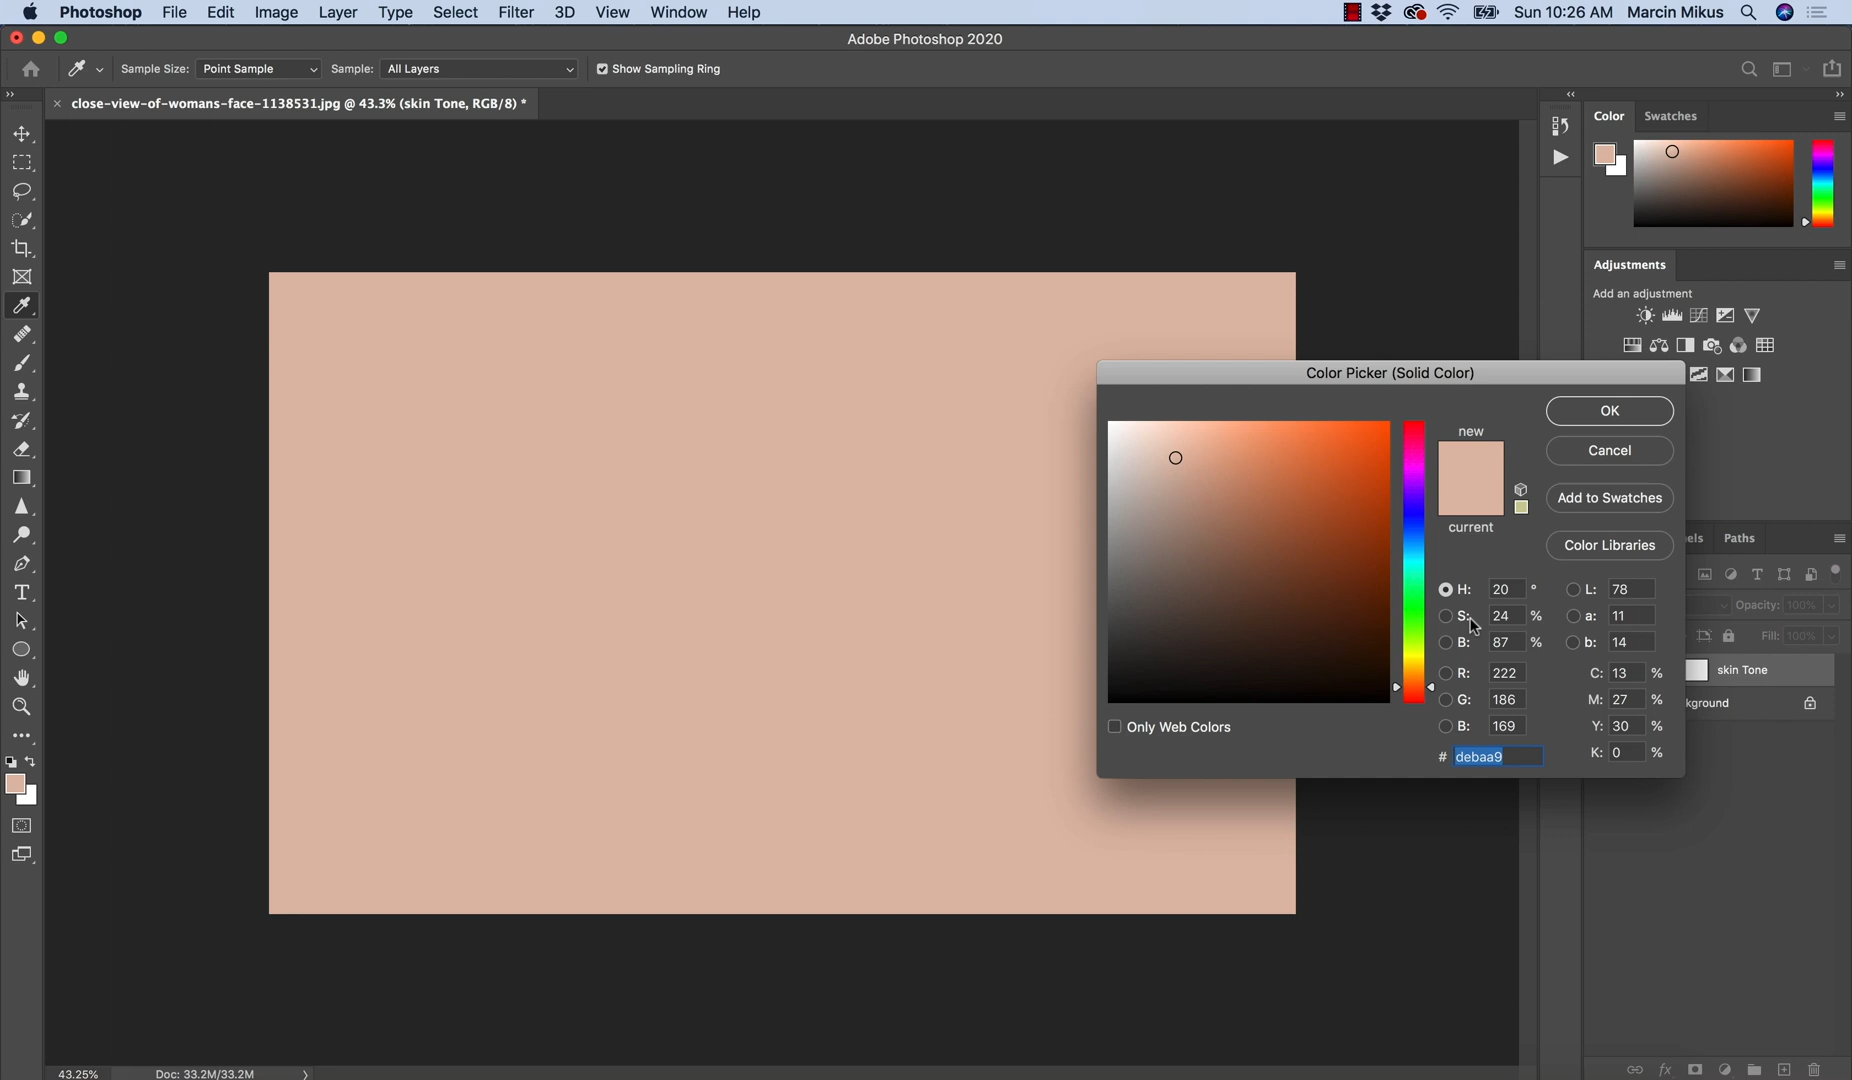 Photoshop File Edit Image Layer Type Select Filter 3D View Window Help Sun 10:26 AM Marcin Mikus
Adobe Photoshop 2020
Sample Size: Point Sample Sample: All Layers Show Sampling Ring
× close-view-of-womans-face-1138531.jpg @ 43.3% (skin Tone, RGB/8) *
Color Swatches
Adjustments
Add an adjustment
Color Picker (Solid Color)
OK
new
Cancel
Add to Swatches
current
Color Libraries
nels Paths
H: 20 ° L: 78
Opacity: 100%
S: 24 % a: 11
B: 87 % b: 14
Fill: 100%
R: 222 C: 13 %
skin Tone
G: 186 M: 27 %
kground
B: 169 Y: 30 %
Only Web Colors
# debaa9 K: 0 %
T
43.25% Doc: 33.2M/33.2M
fx